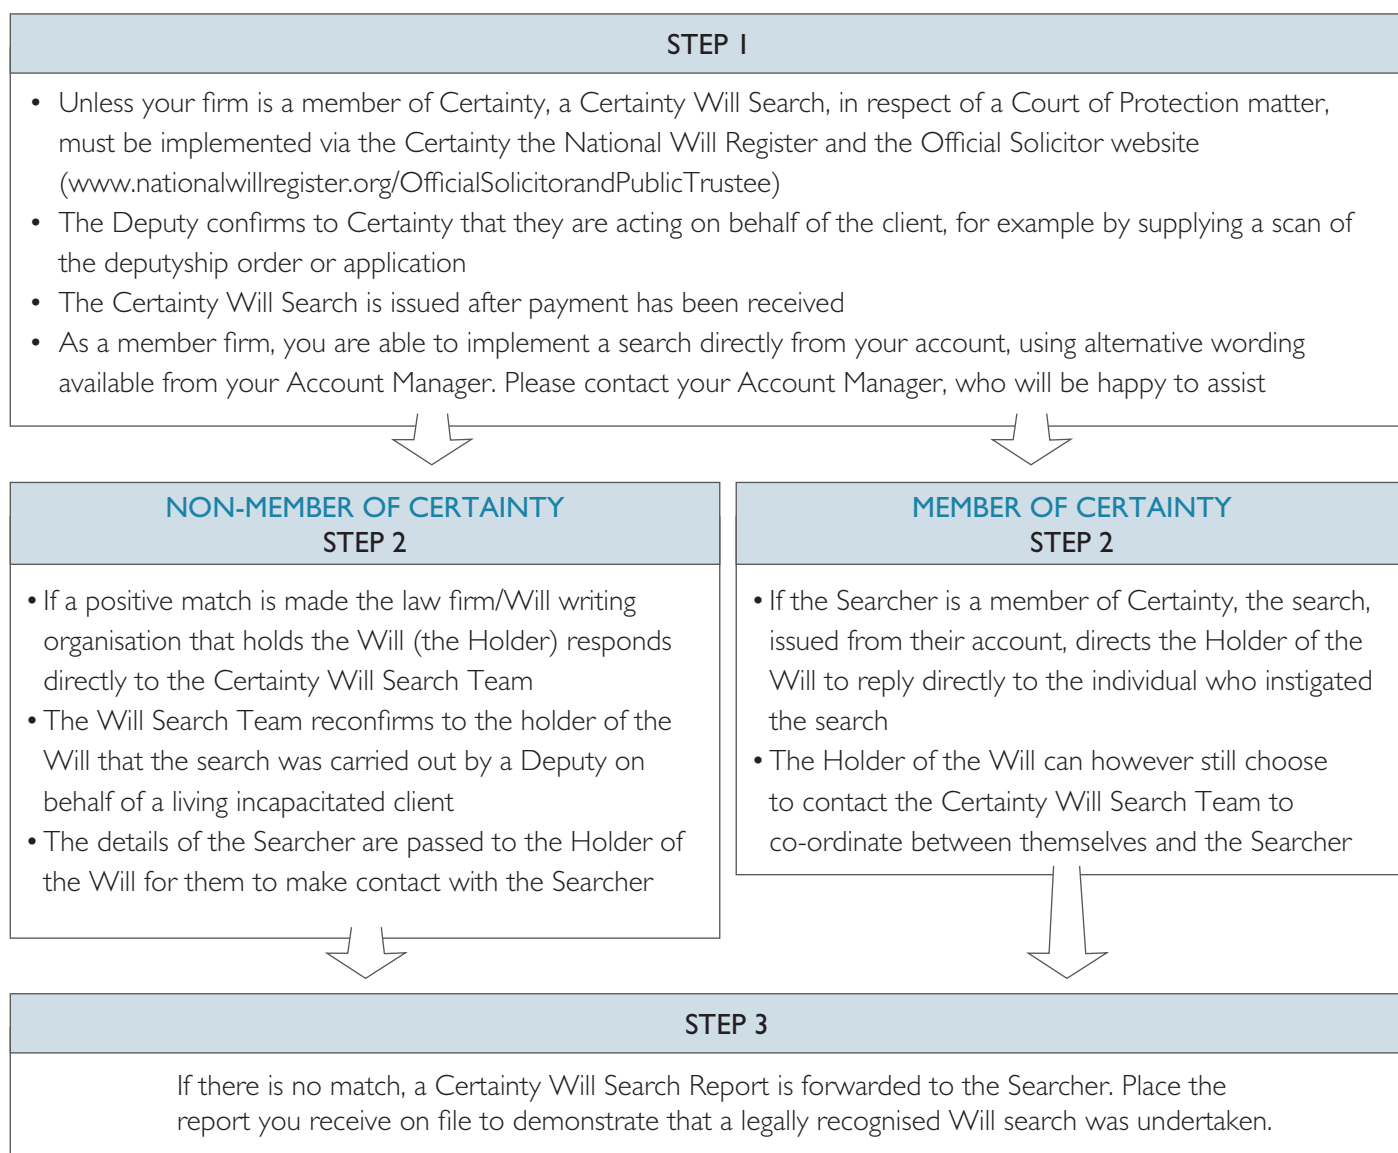 STEP 1
• Unless your firm is a member of Certainty, a Certainty Will Search, in respect of a Court of Protection matter,
must be implemented via the Certainty the National Will Register and the Official Solicitor website
(www.nationalwillregister.org/OfficialSolicitorandPublicTrustee)
• The Deputy confirms to Certainty that they are acting on behalf of the client, for example by supplying a scan of
the deputyship order or application
• The Certainty Will Search is issued after payment has been received
• As a member firm, you are able to implement a search directly from your account, using alternative wording
available from your Account Manager. Please contact your Account Manager, who will be happy to assist
NON-MEMBER OF CERTAINTY
STEP 2
• If a positive match is made the law firm/Will writing
organisation that holds the Will (the Holder) responds
directly to the Certainty Will Search Team
• The Will Search Team reconfirms to the holder of the
Will that the search was carried out by a Deputy on
behalf of a living incapacitated client
• The details of the Searcher are passed to the Holder of
the Will for them to make contact with the Searcher
MEMBER OF CERTAINTY
STEP 2
• If the Searcher is a member of Certainty, the search,
issued from their account, directs the Holder of the
Will to reply directly to the individual who instigated
the search
• The Holder of the Will can however still choose
to contact the Certainty Will Search Team to
co-ordinate between themselves and the Searcher
STEP 3
If there is no match, a Certainty Will Search Report is forwarded to the Searcher. Place the
report you receive on file to demonstrate that a legally recognised Will search was undertaken.